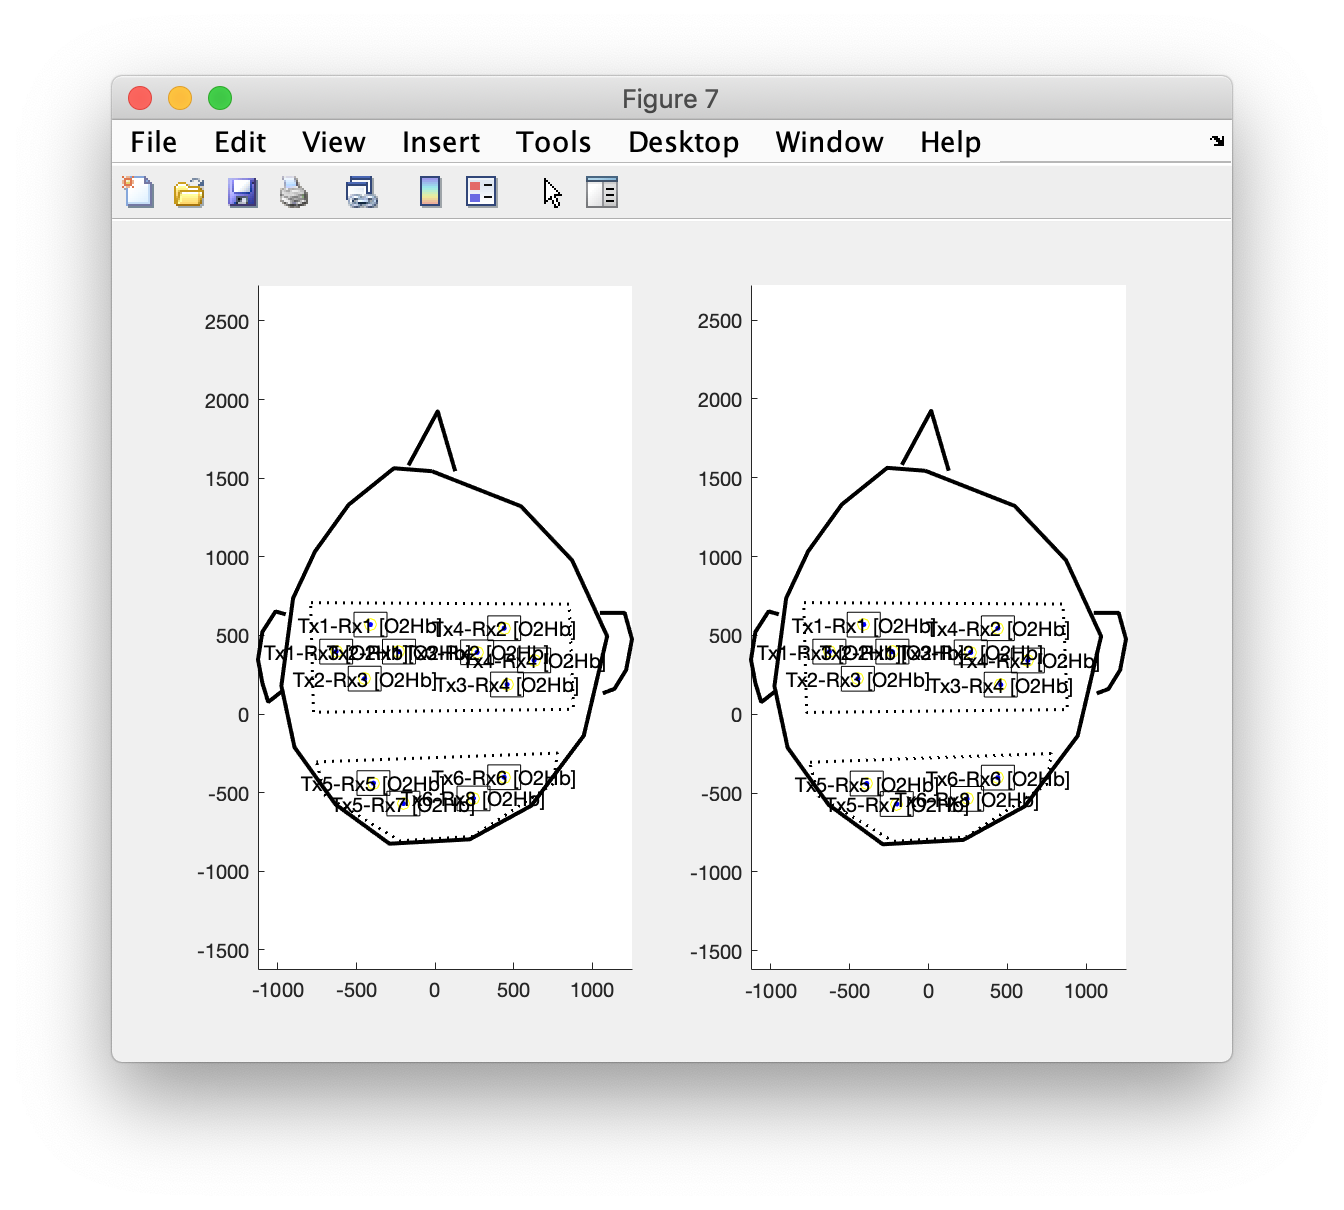 Figure 7
File Edit View Insert Tools Desktop Window Help
2500
2000
1500
1000
500
0
-500
-1000
-1500
-1000 -500 0 500 1000
Tx1-Rx1 [O2Hb]
Tx4-Rx2 [O2Hb]
Tx1-Rx3
Tx4-Rx4 [O2Hb]
Tx2-Rx3 [O2Hb]
Tx3-Rx4 [O2Hb]
Tx5-Rx5 [O2Hb]
Tx6-Rx6 [O2Hb]
Tx5-Rx7 [O2Hb]
Tx6-Rx8 [O2Hb]
2500
2000
1500
1000
500
0
-500
-1000
-1500
-1000 -500 0 500 1000
Tx1-Rx1 [O2Hb]
Tx4-Rx2 [O2Hb]
Tx1-Rx3
Tx4-Rx4 [O2Hb]
Tx2-Rx3 [O2Hb]
Tx3-Rx4 [O2Hb]
Tx5-Rx5 [O2Hb]
Tx6-Rx6 [O2Hb]
Tx5-Rx7 [O2Hb]
Tx6-Rx8 [O2Hb]